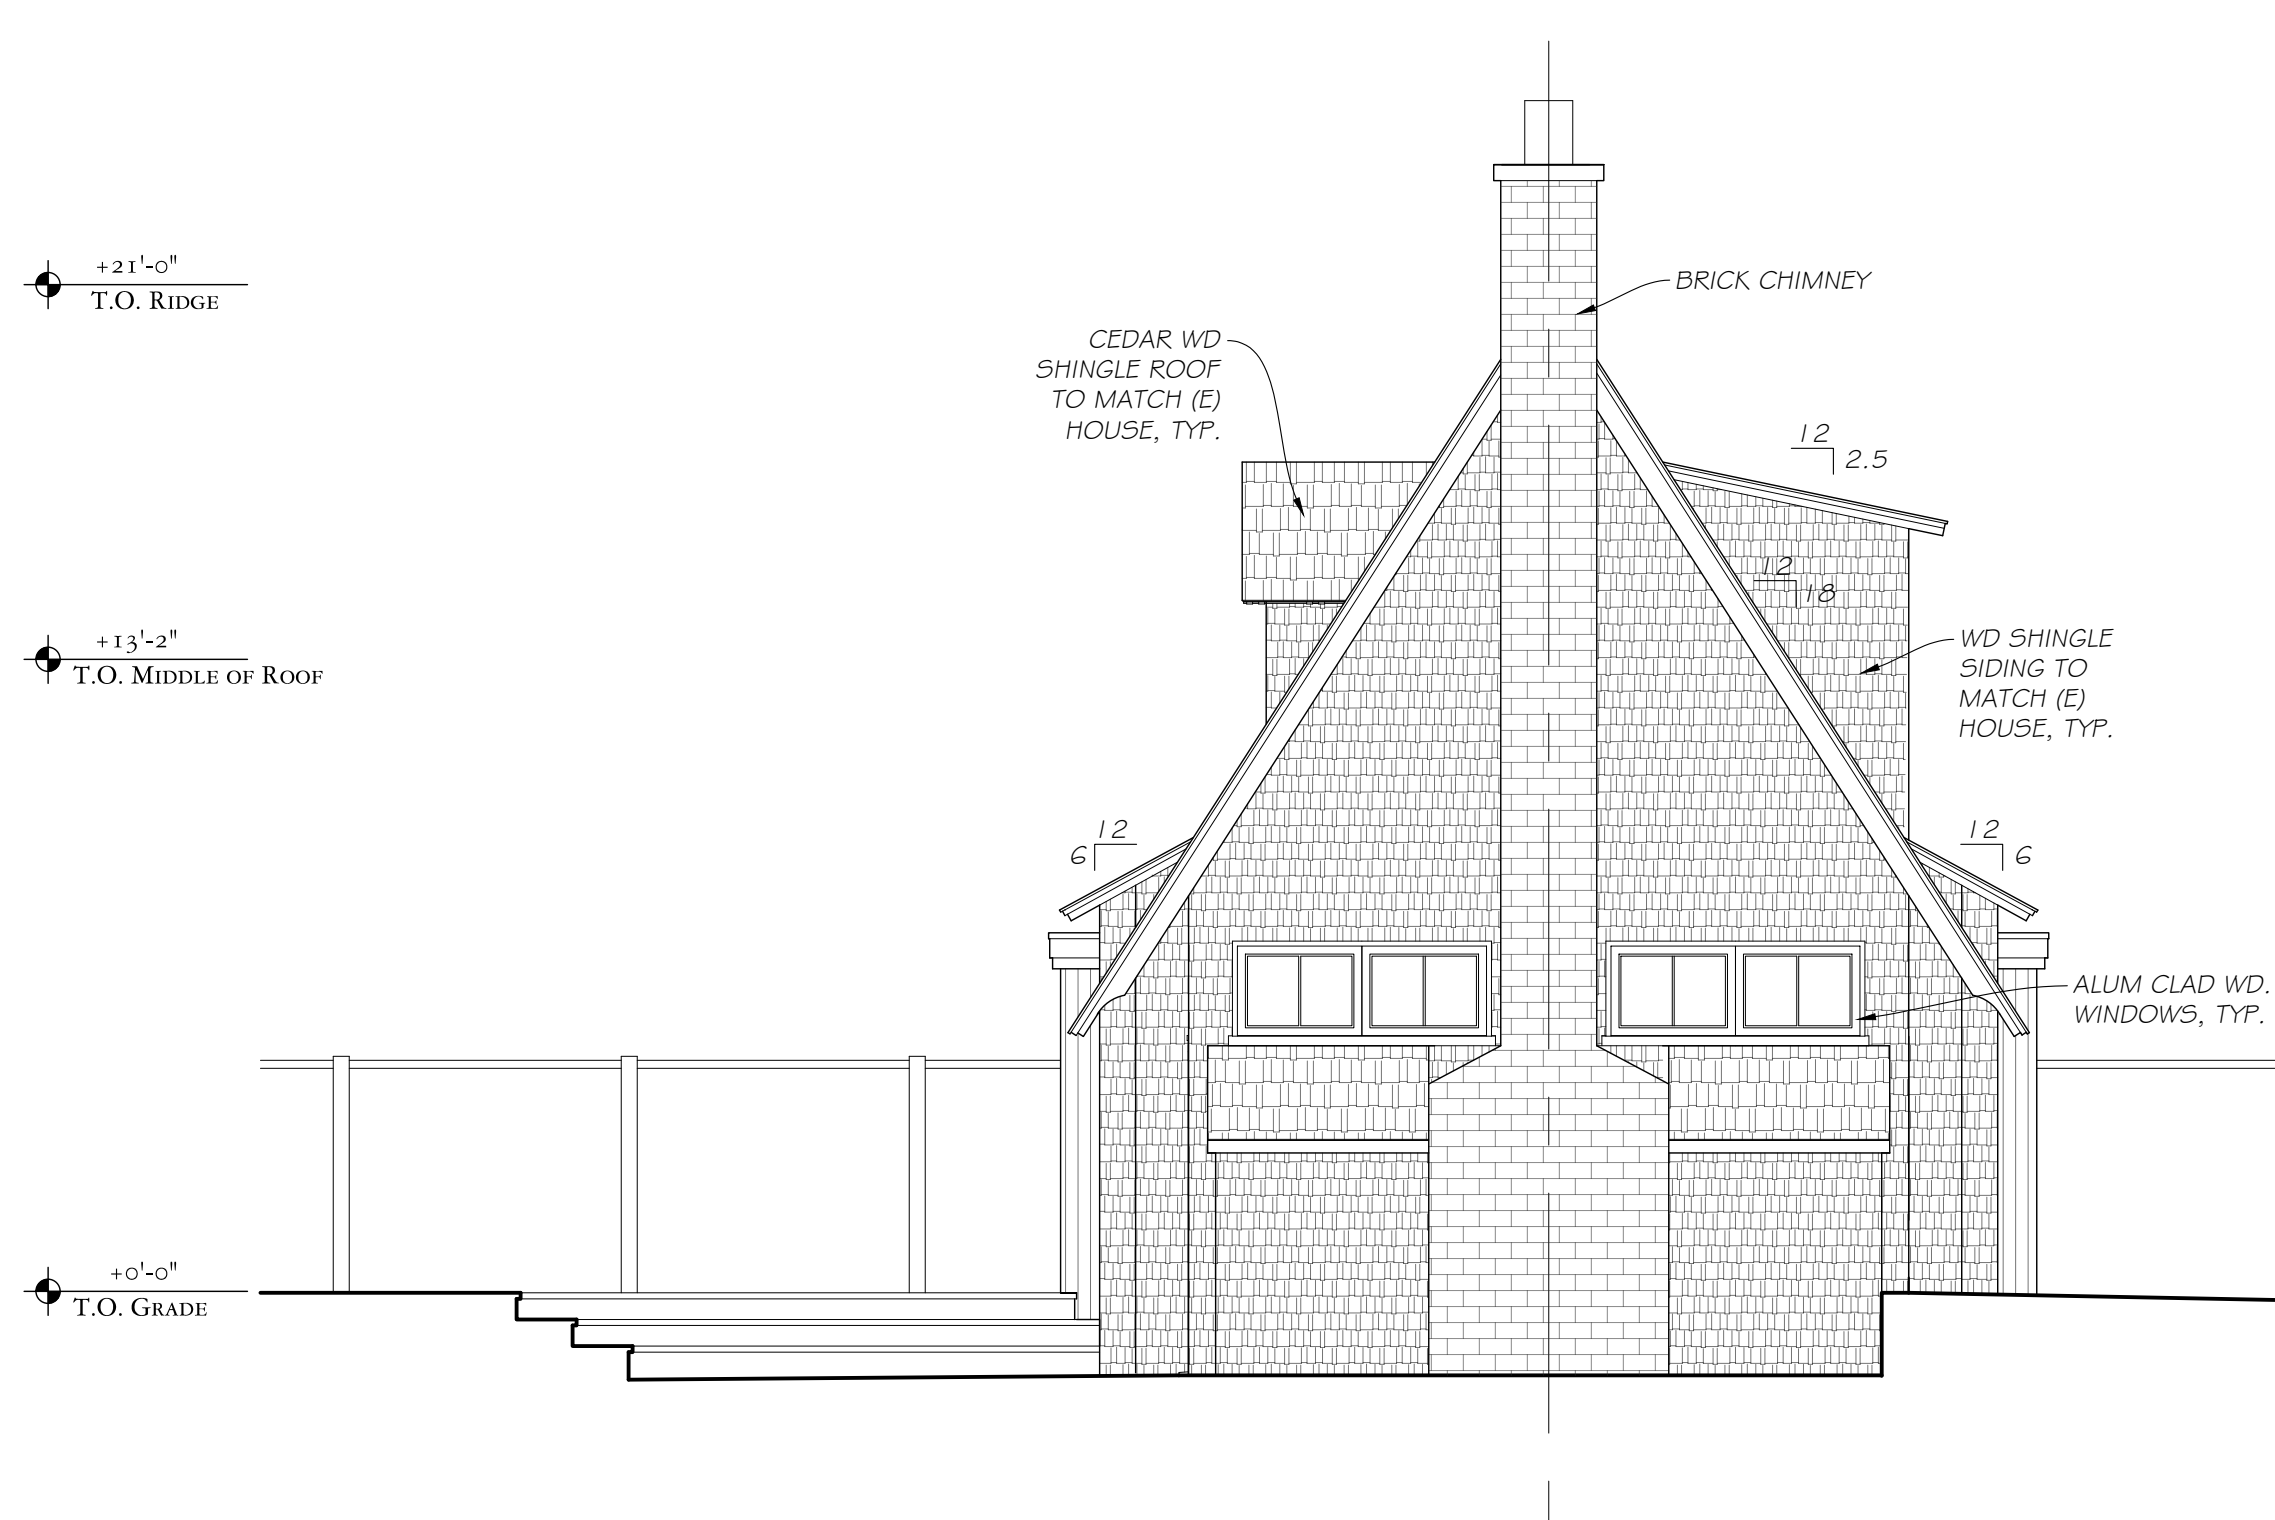 +21'-0"
T.O. Ridge
BRICK CHIMNEY
CEDAR WD
SHINGLE ROOF
TO MATCH (E)
HOUSE, TYP.
12
2.5
12
18
+13'-2"
T.O. Middle of Roof
WD SHINGLE
SIDING TO
MATCH (E)
HOUSE, TYP.
12
6
12
6
ALUM CLAD WD.
WINDOWS, TYP.
+0'-0"
T.O. Grade